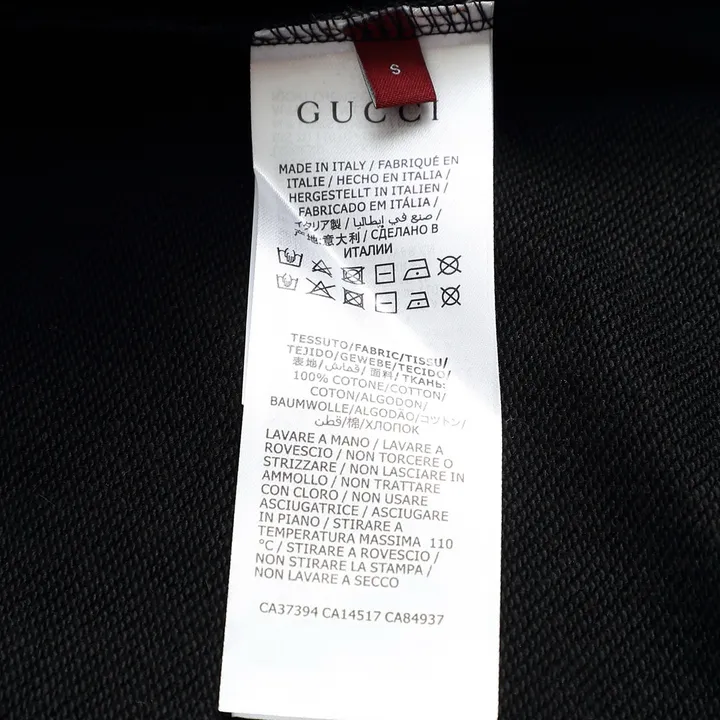 S
GUCCI
MADE IN ITALY / FABRIQUÉ EN
ITALIE / HECHO EN ITALIA /
HERGESTELLT IN ITALIEN /
FABRICADO EM ITÁLIA /
イタリア製 / صنع في إيطاليا /
产地:意大利 / СДЕЛАНО В
ИТАЛИИ
TESSUTO/FABRIC/TISSU/
TEJIDO/GEWEBE/TECIDO/
表地/قماش/ 面料 / ТКАНЬ:
100% COTONE/COTTON/
COTON/ALGODON/
BAUMWOLLE/ALGODÃO/コットン/
قطن/棉/ХЛОПОК
LAVARE A MANO / LAVARE A
ROVESCIO / NON TORCERE O
STRIZZARE / NON LASCIARE IN
AMMOLLO / NON TRATTARE
CON CLORO / NON USARE
ASCIUGATRICE / ASCIUGARE
IN PIANO / STIRARE A
TEMPERATURA MASSIMA 110
°C / STIRARE A ROVESCIO /
NON STIRARE LA STAMPA /
NON LAVARE A SECCO
CA37394 CA14517 CA84937